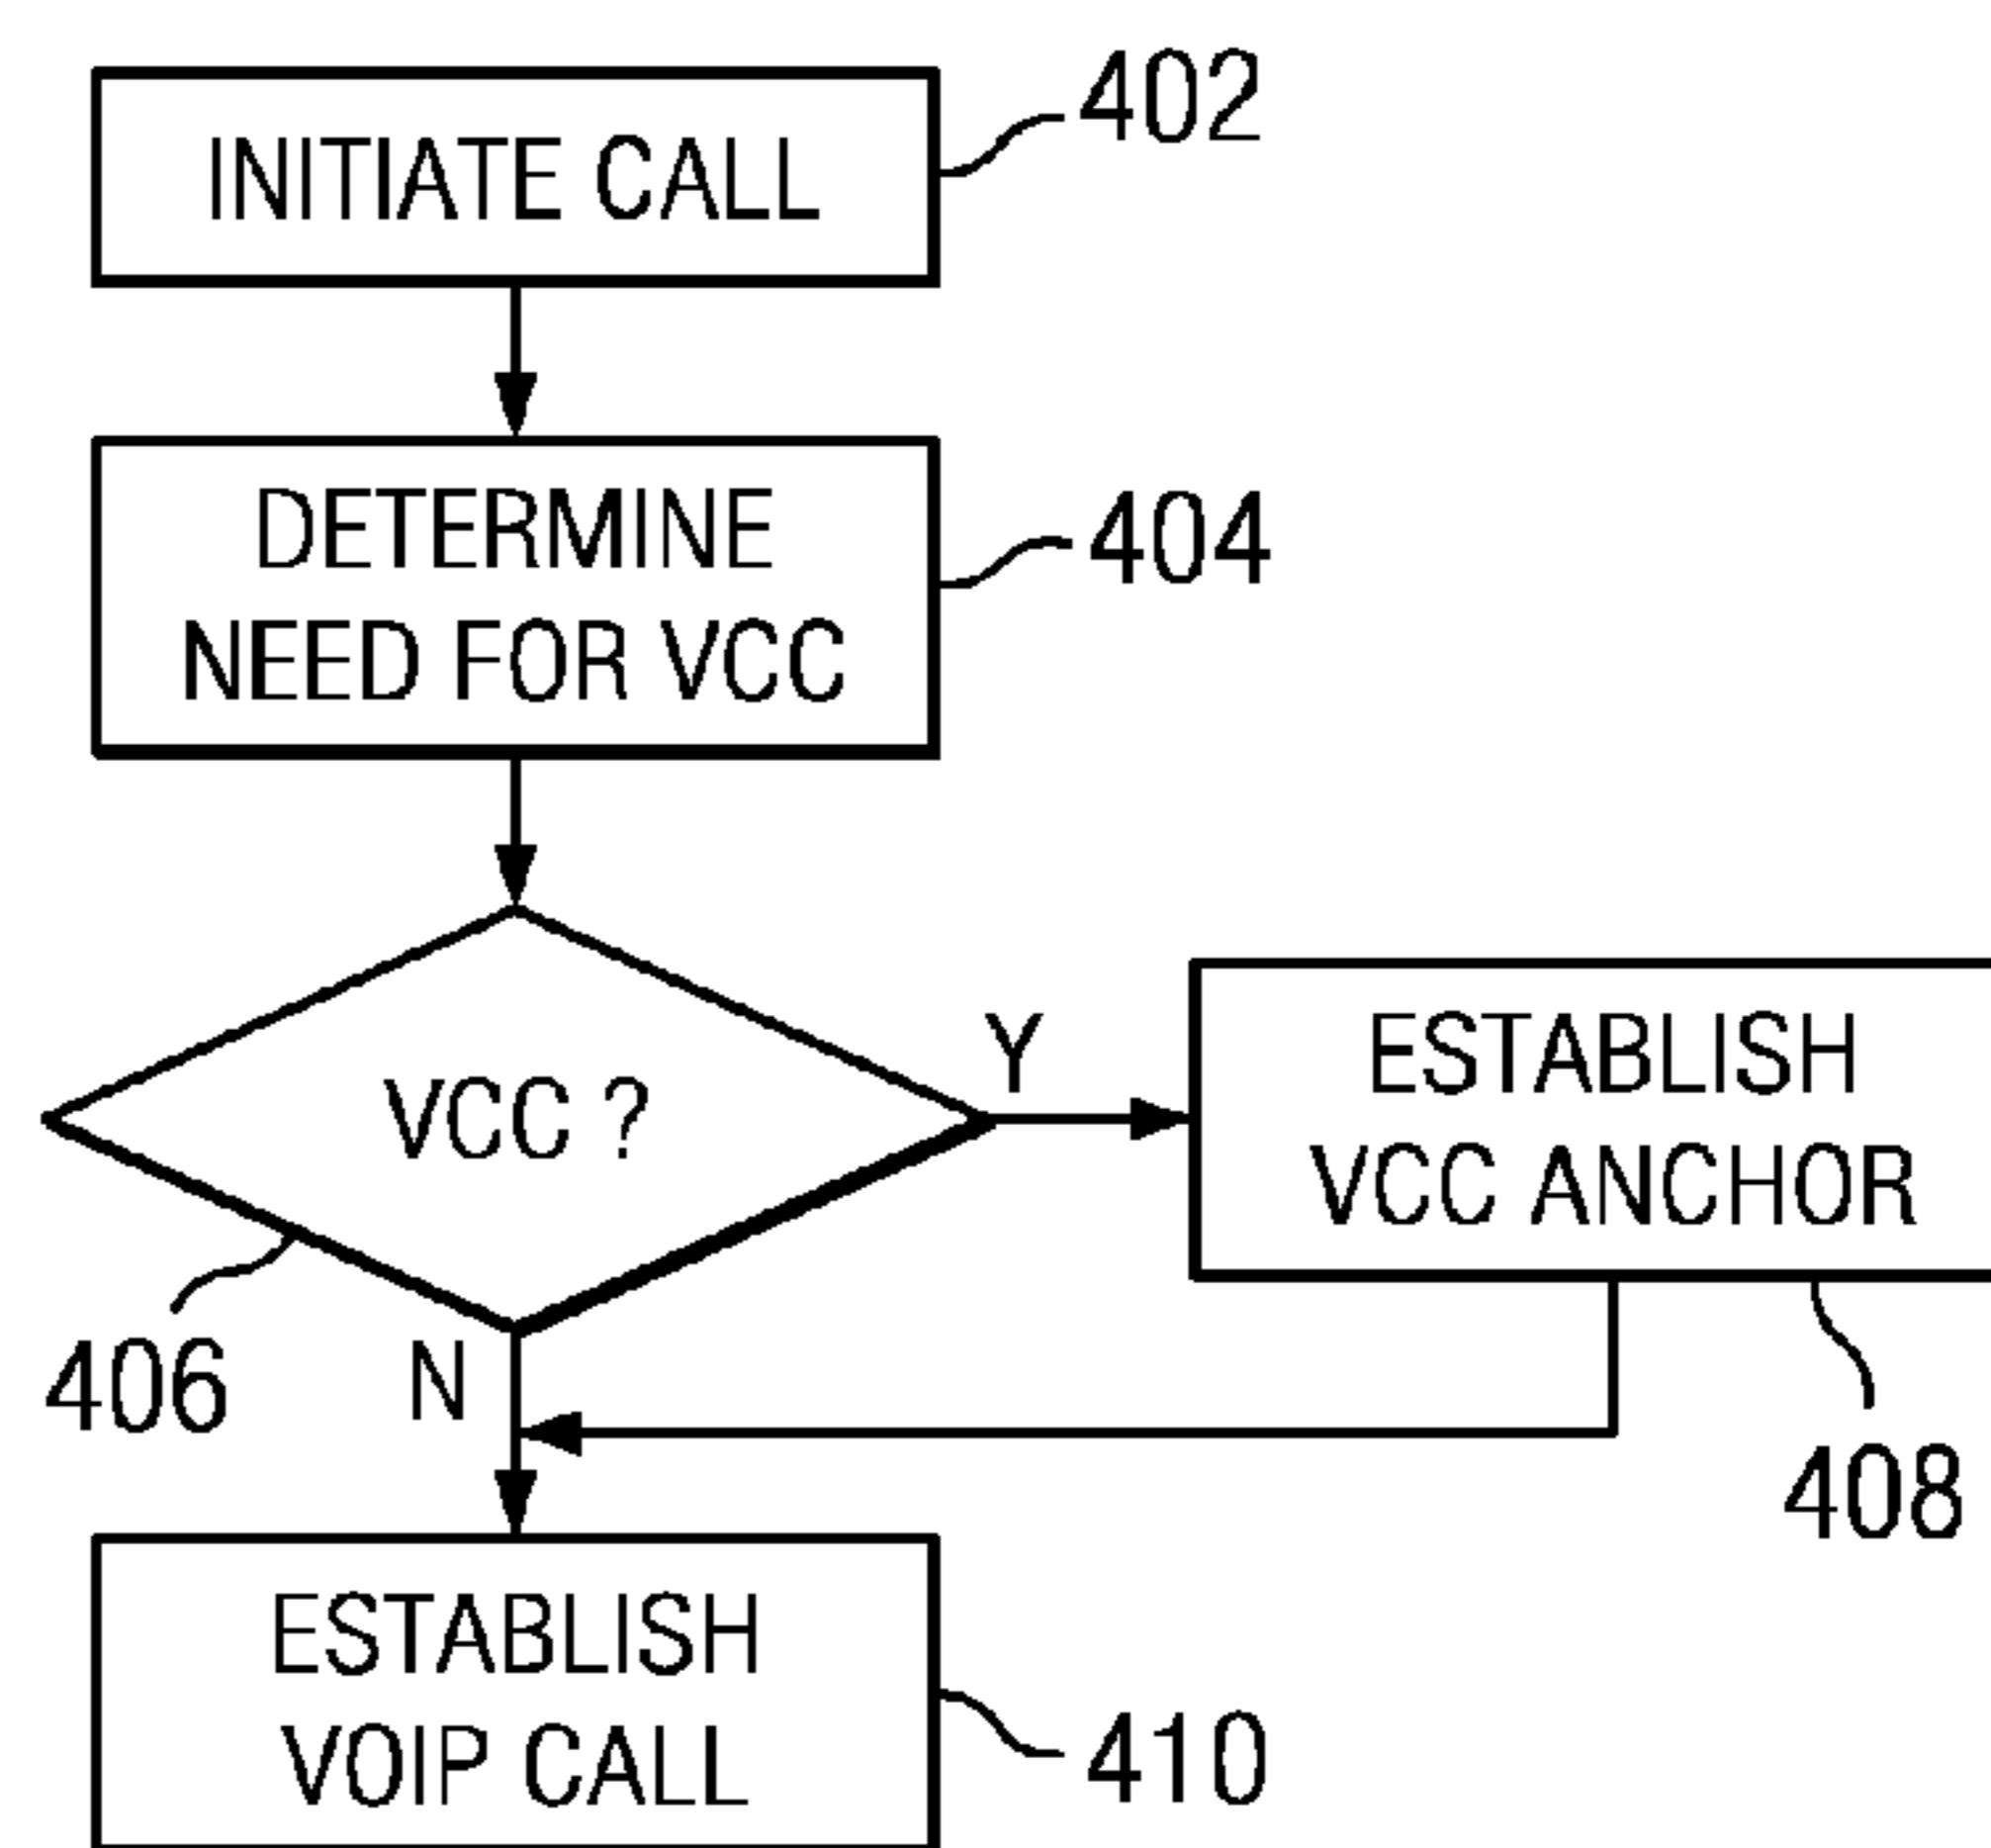 INITIATE CALL
402
DETERMINE
NEED FOR VCC
404
VCC ?
Y
ESTABLISH
VCC ANCHOR
406
N
408
ESTABLISH
VOIP CALL
410